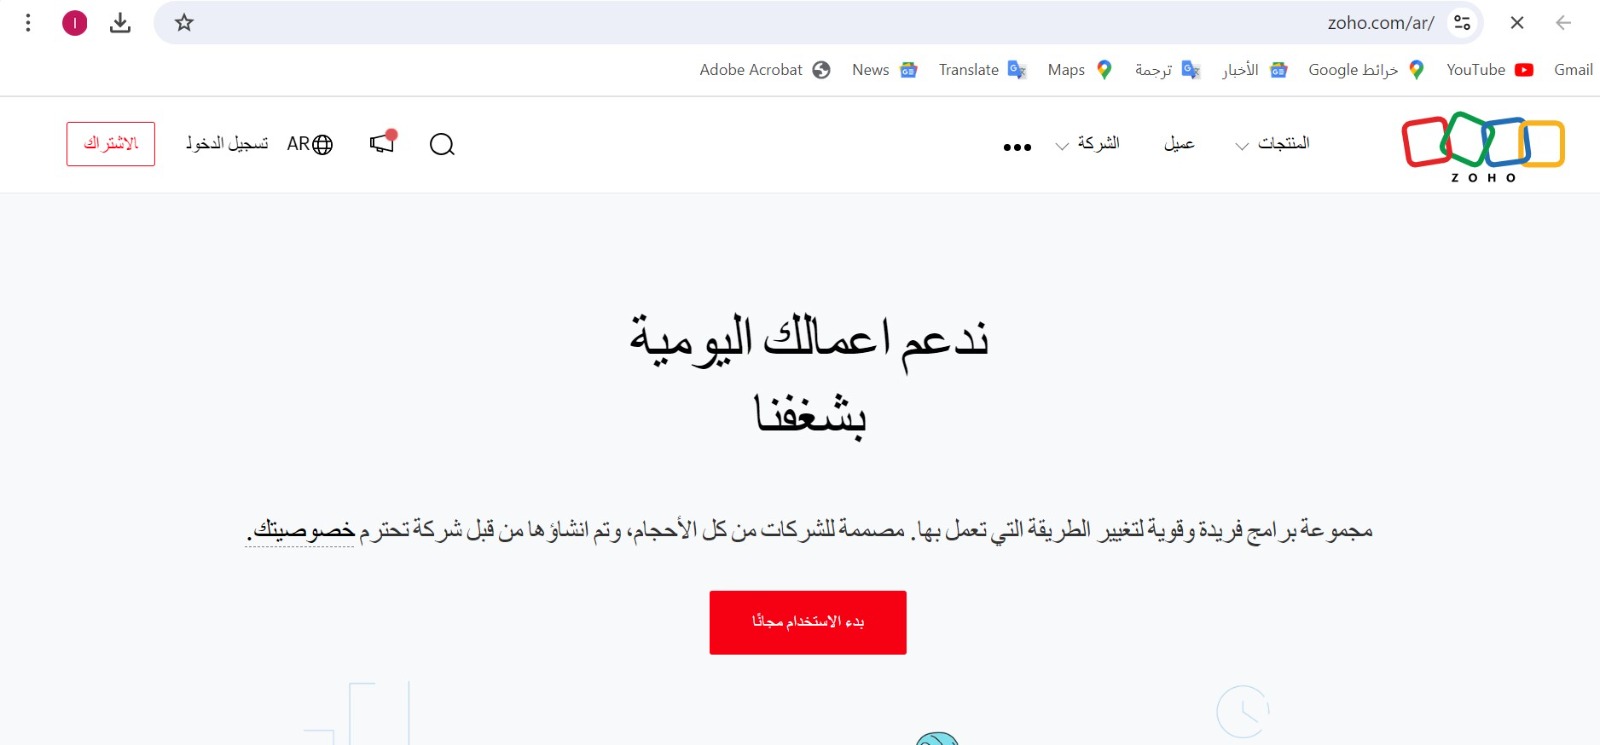 zoho.com/ar/
Gmail YouTube خرائط Google الأخبار ترجمة Maps Translate News Adobe Acrobat
ZOHO
المنتجات عميل الشركة AR تسجيل الدخول الاشتراك
ندعم اعمالك اليومية
بشغفنا
مجموعة برامج فريدة وقوية لتغيير الطريقة التي تعمل بها. مصممة للشركات من كل الأحجام، وتم انشاؤها من قبل شركة تحترم خصوصيتك.
بدء الاستخدام مجانًا